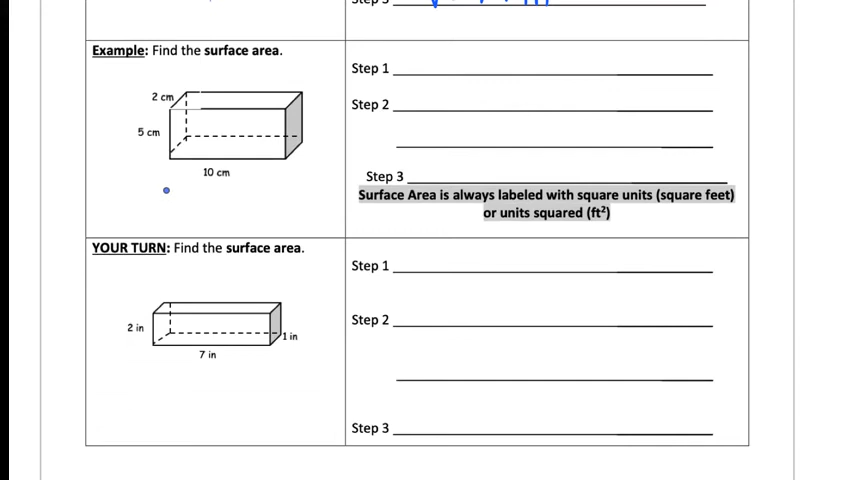 Step 3
Example: Find the surface area.
2 cm
5 cm
10 cm
Step 1
Step 2
Step 3
Surface Area is always labeled with square units (square feet)
or units squared (ft²)
YOUR TURN: Find the surface area.
2 in
1 in
7 in
Step 1
Step 2
Step 3